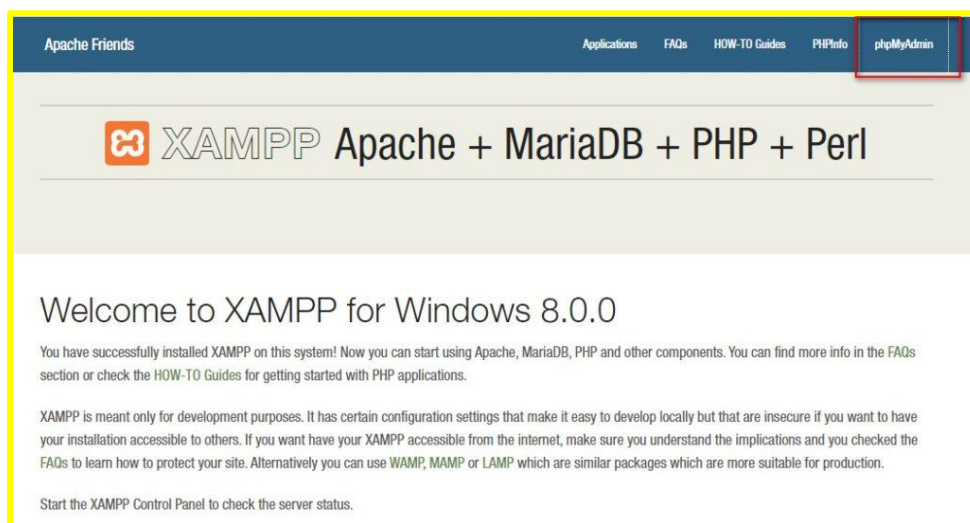 Apache Friends Applications FAQs HOW-TO Guides PHPInfo phpMyAdmin
XAMPP Apache + MariaDB + PHP + Perl
Welcome to XAMPP for Windows 8.0.0
You have successfully installed XAMPP on this system! Now you can start using Apache, MariaDB, PHP and other components. You can find more info in the FAQs
section or check the HOW-TO Guides for getting started with PHP applications.
XAMPP is meant only for development purposes. It has certain configuration settings that make it easy to develop locally but that are insecure if you want to have
your installation accessible to others. If you want have your XAMPP accessible from the internet, make sure you understand the implications and you checked the
FAQs to learn how to protect your site. Alternatively you can use WAMP, MAMP or LAMP which are similar packages which are more suitable for production.
Start the XAMPP Control Panel to check the server status.